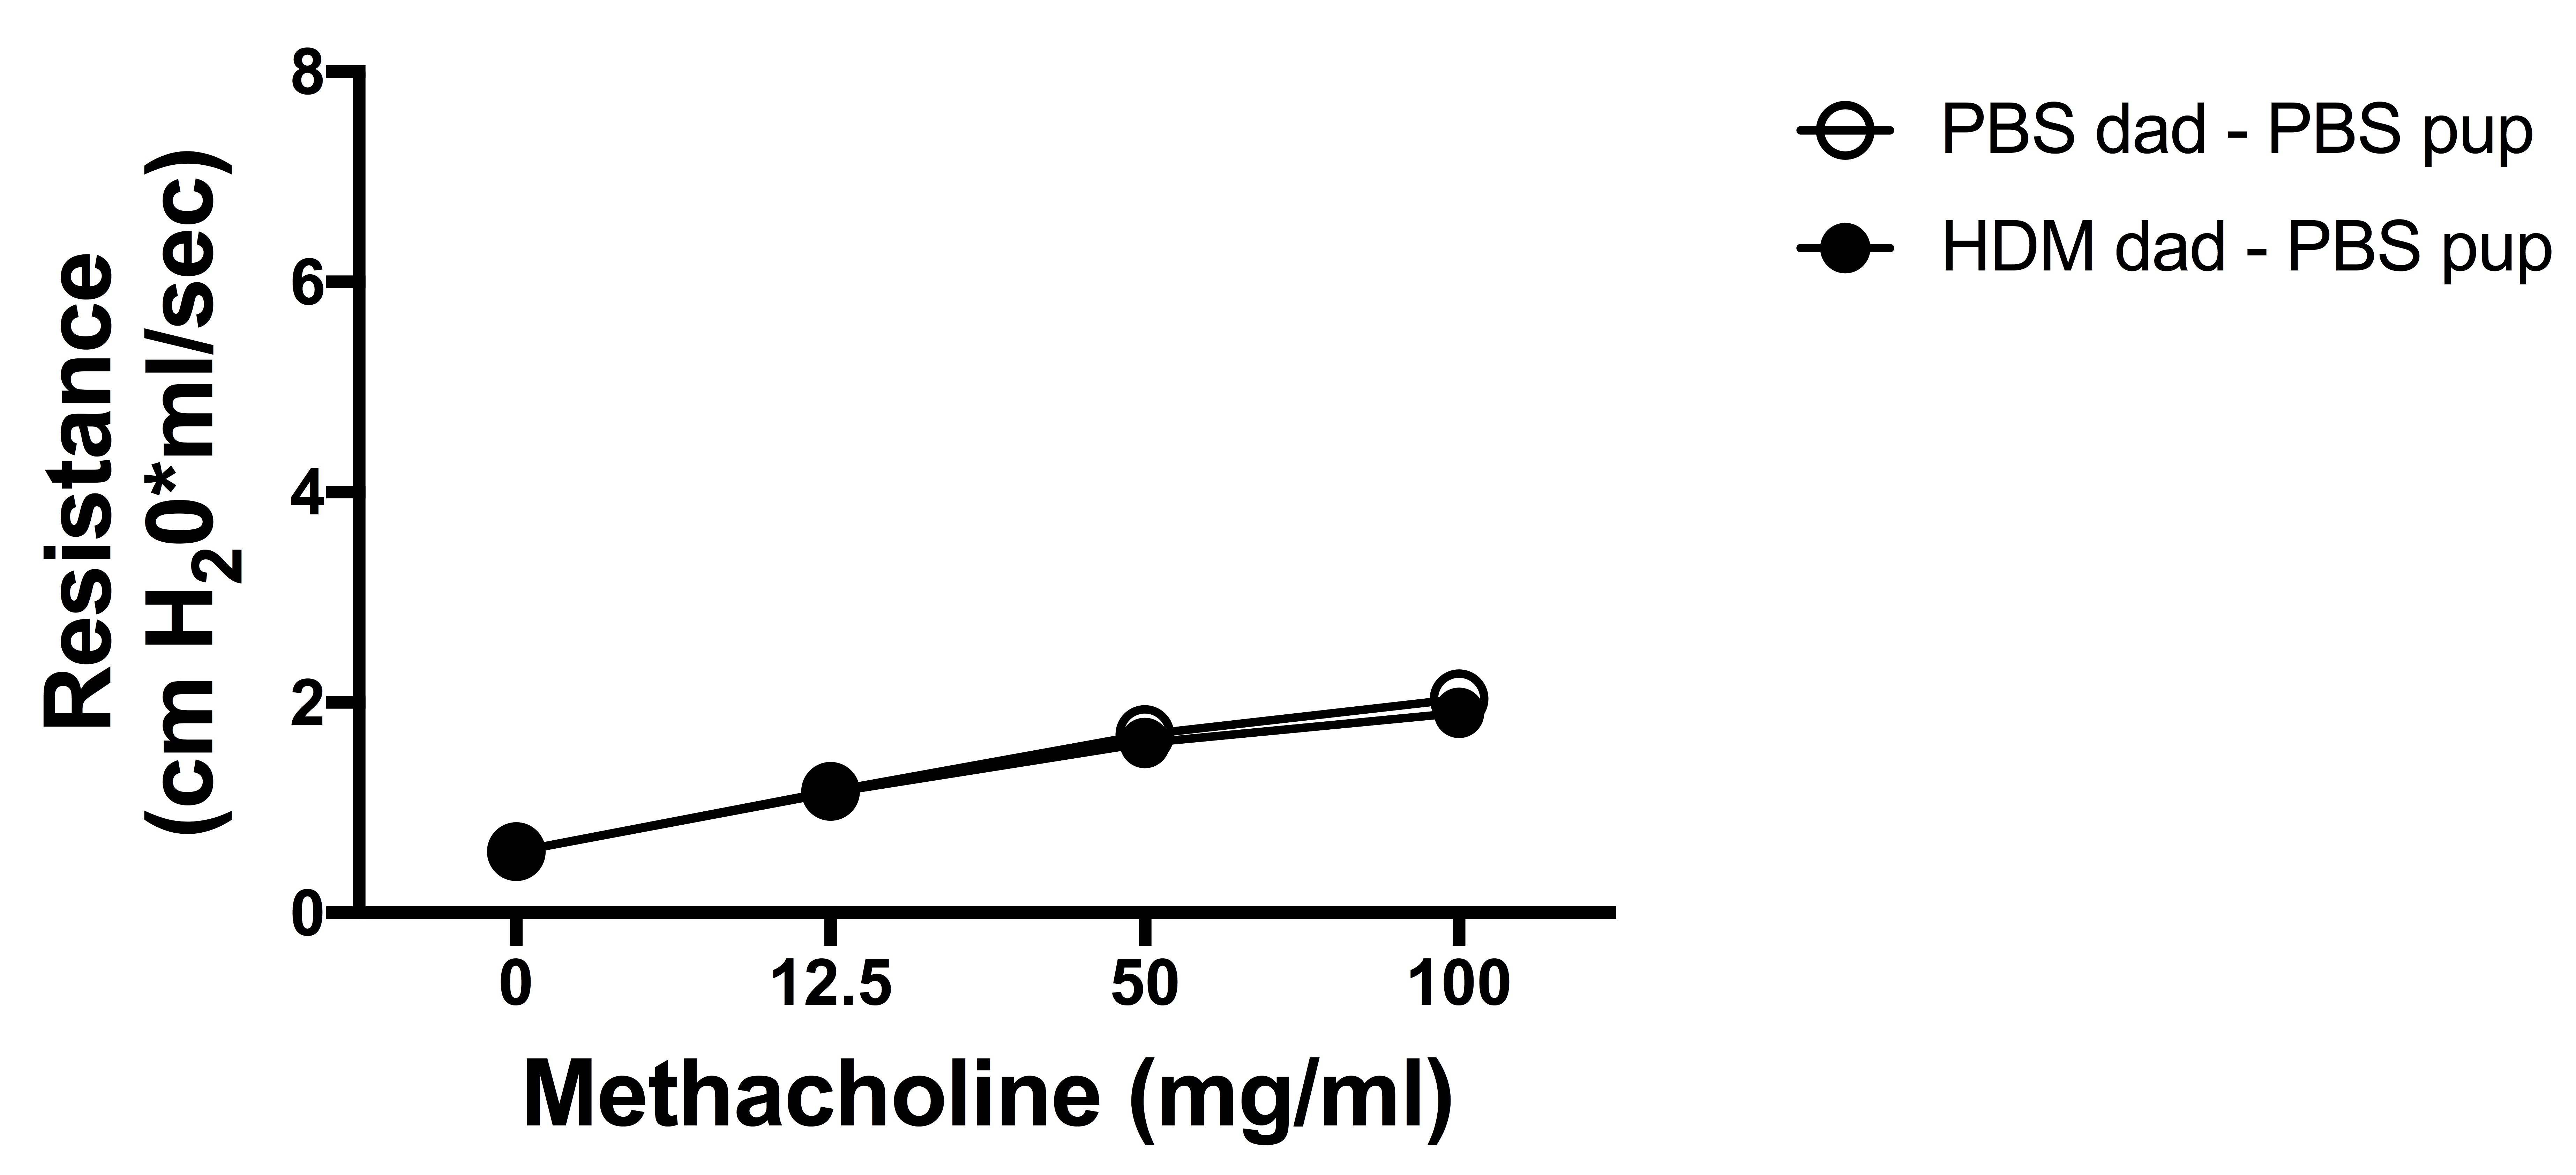 Resistance
(cm H₂0*ml/sec)
8
6
4
2
0
0 12.5 50 100
Methacholine (mg/ml)
PBS dad - PBS pup
HDM dad - PBS pup